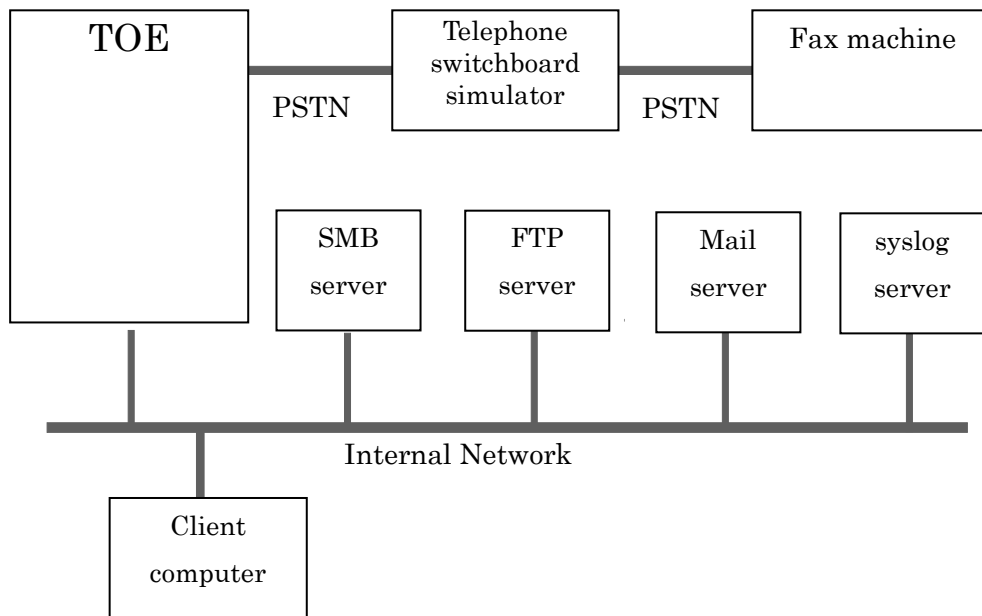 TOE
Telephone
switchboard
simulator
Fax machine
PSTN
PSTN
SMB
server
FTP
server
Mail
server
syslog
server
Internal Network
Client
computer